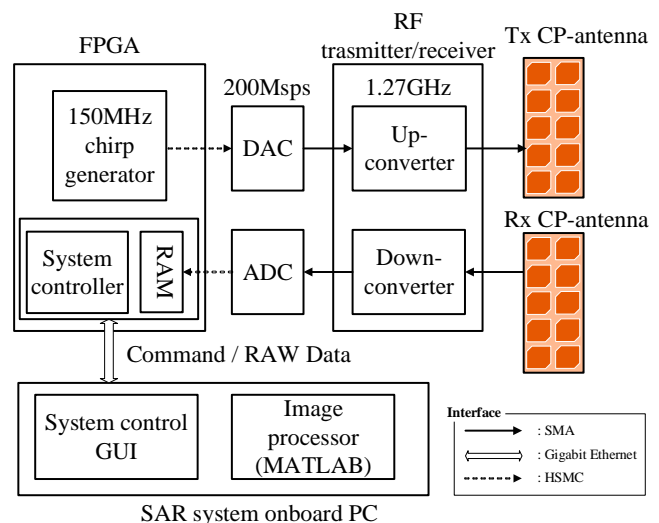 FPGA
RF
trasmitter/receiver
Tx CP-antenna
150MHz
chirp
generator
200Msps
DAC
1.27GHz
Up-
converter
Rx CP-antenna
System
controller
RAM
ADC
Down-
converter
Command / RAW Data
System control
GUI
Image
processor
(MATLAB)
SAR system onboard PC
Interface
: SMA
: Gigabit Ethernet
: HSMC